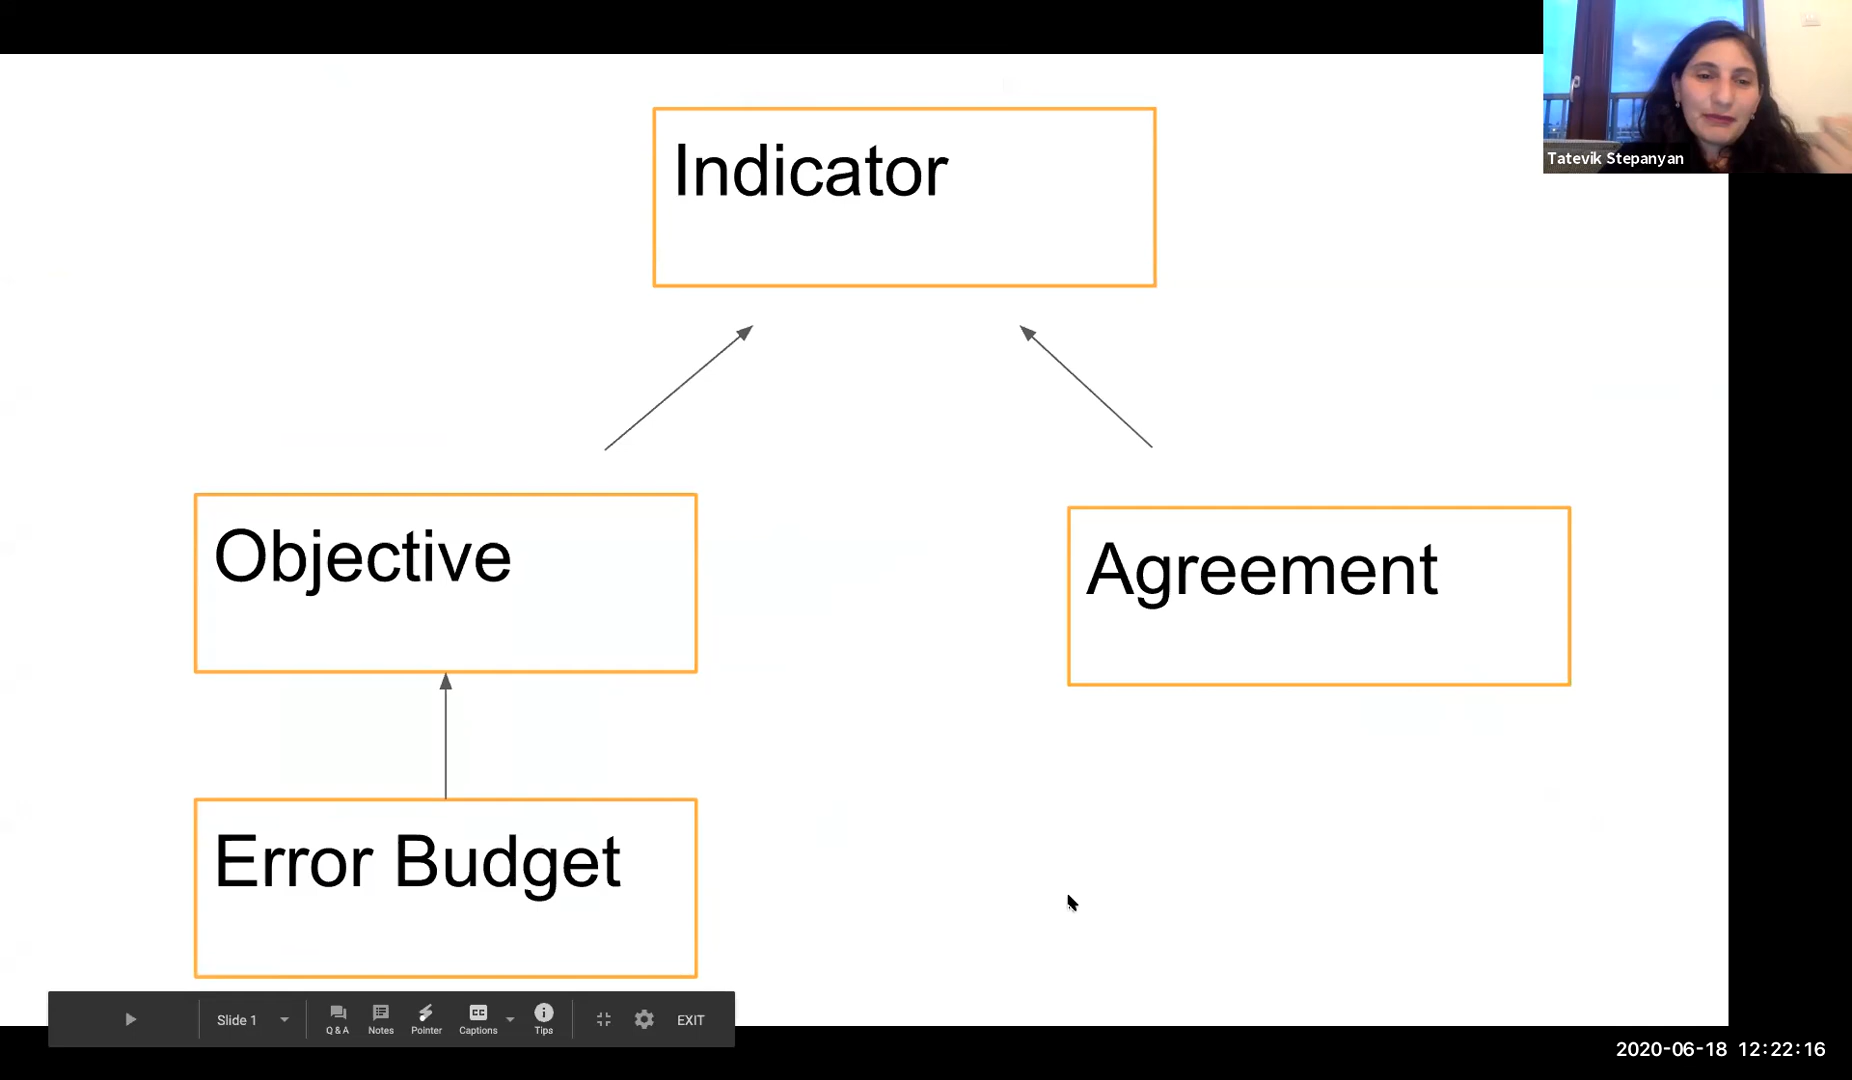 Indicator
Tatevik Stepanyan
Objective
Agreement
Error Budget
Slide 1
Q & A
Notes
Pointer
Captions
Tips
EXIT
2020-06-18 12:22:16